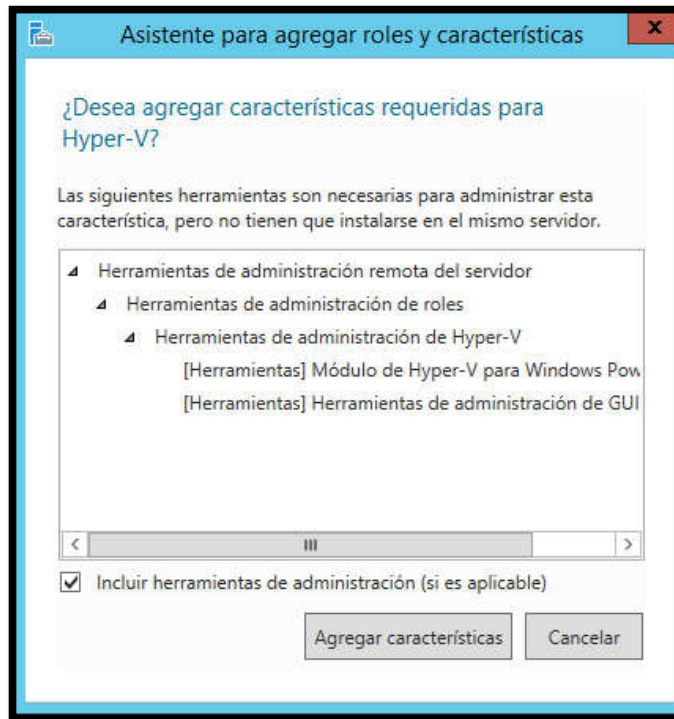 Asistente para agregar roles y características
x
¿Desea agregar características requeridas para
Hyper-V?
Las siguientes herramientas son necesarias para administrar esta
característica, pero no tienen que instalarse en el mismo servidor.
Herramientas de administración remota del servidor
Herramientas de administración de roles
Herramientas de administración de Hyper-V
[Herramientas] Módulo de Hyper-V para Windows Pow
[Herramientas] Herramientas de administración de GUI
Incluir herramientas de administración (si es aplicable)
Agregar características Cancelar